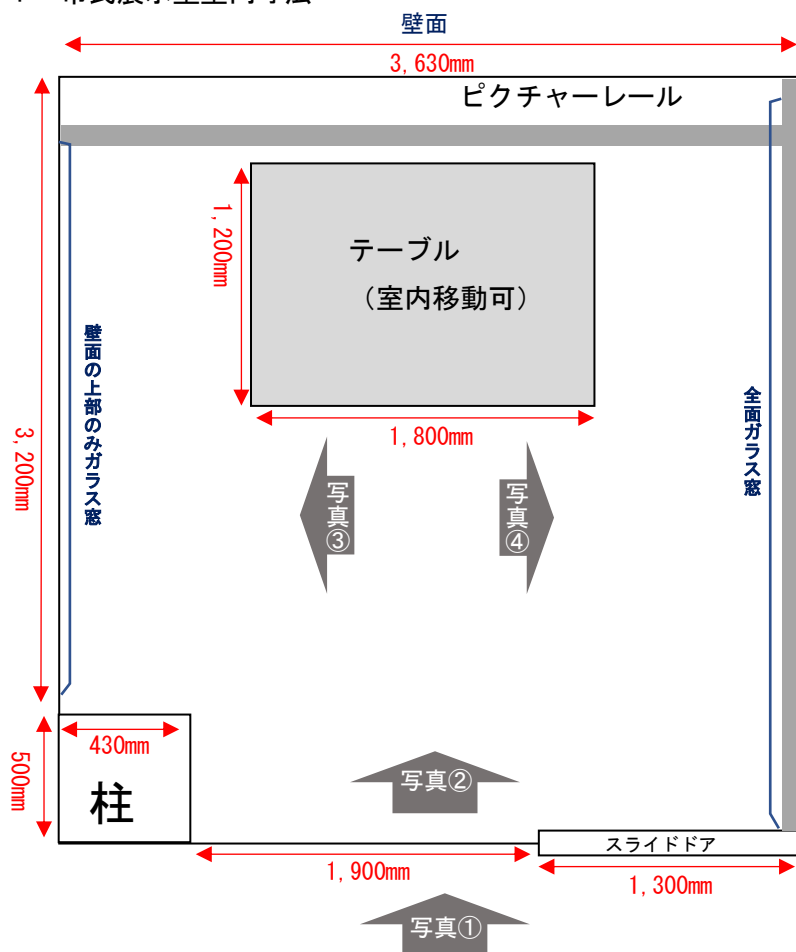 壁面
3,630mm
ピクチャーレール
1,200mm
テーブル
（室内移動可）
1,800mm
壁面の上部のみガラス窓
3,200mm
全面ガラス窓
写真③
写真④
430mm
500mm
柱
写真②
スライドドア
1,900mm
1,300mm
写真①